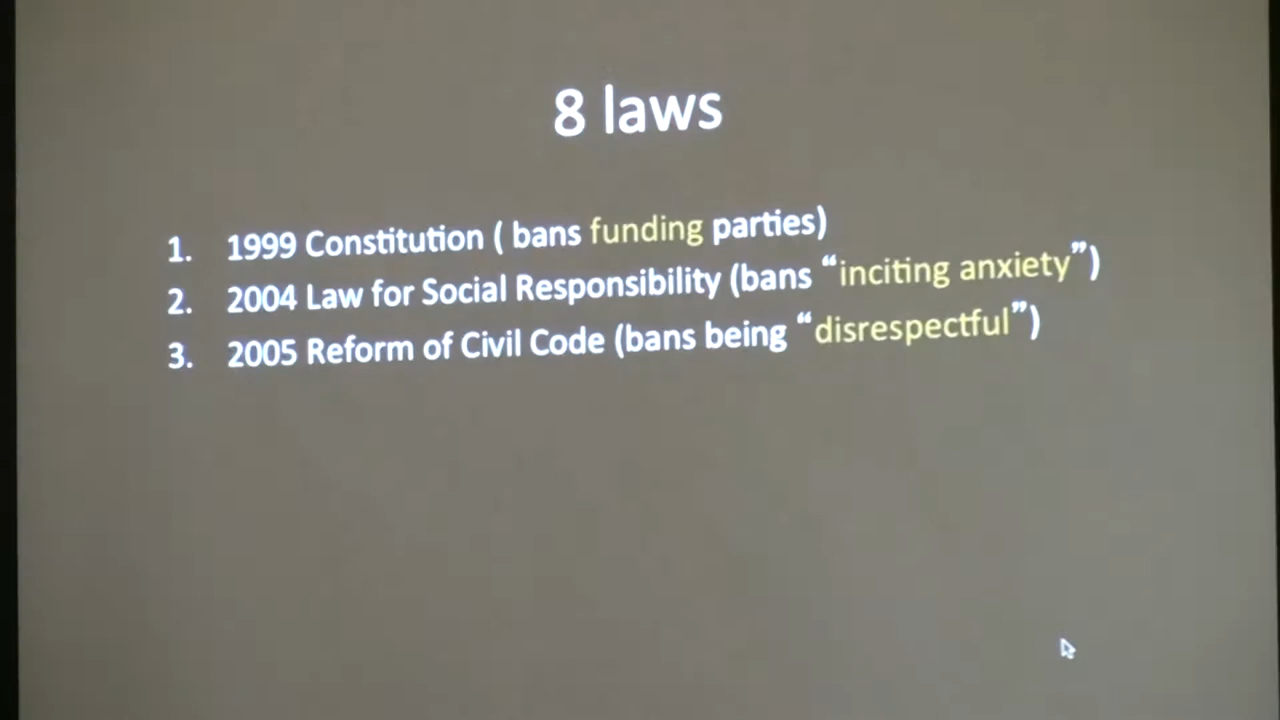 8 laws
1. 1999 Constitution ( bans funding parties)
2. 2004 Law for Social Responsibility (bans “inciting anxiety”)
3. 2005 Reform of Civil Code (bans being “disrespectful”)